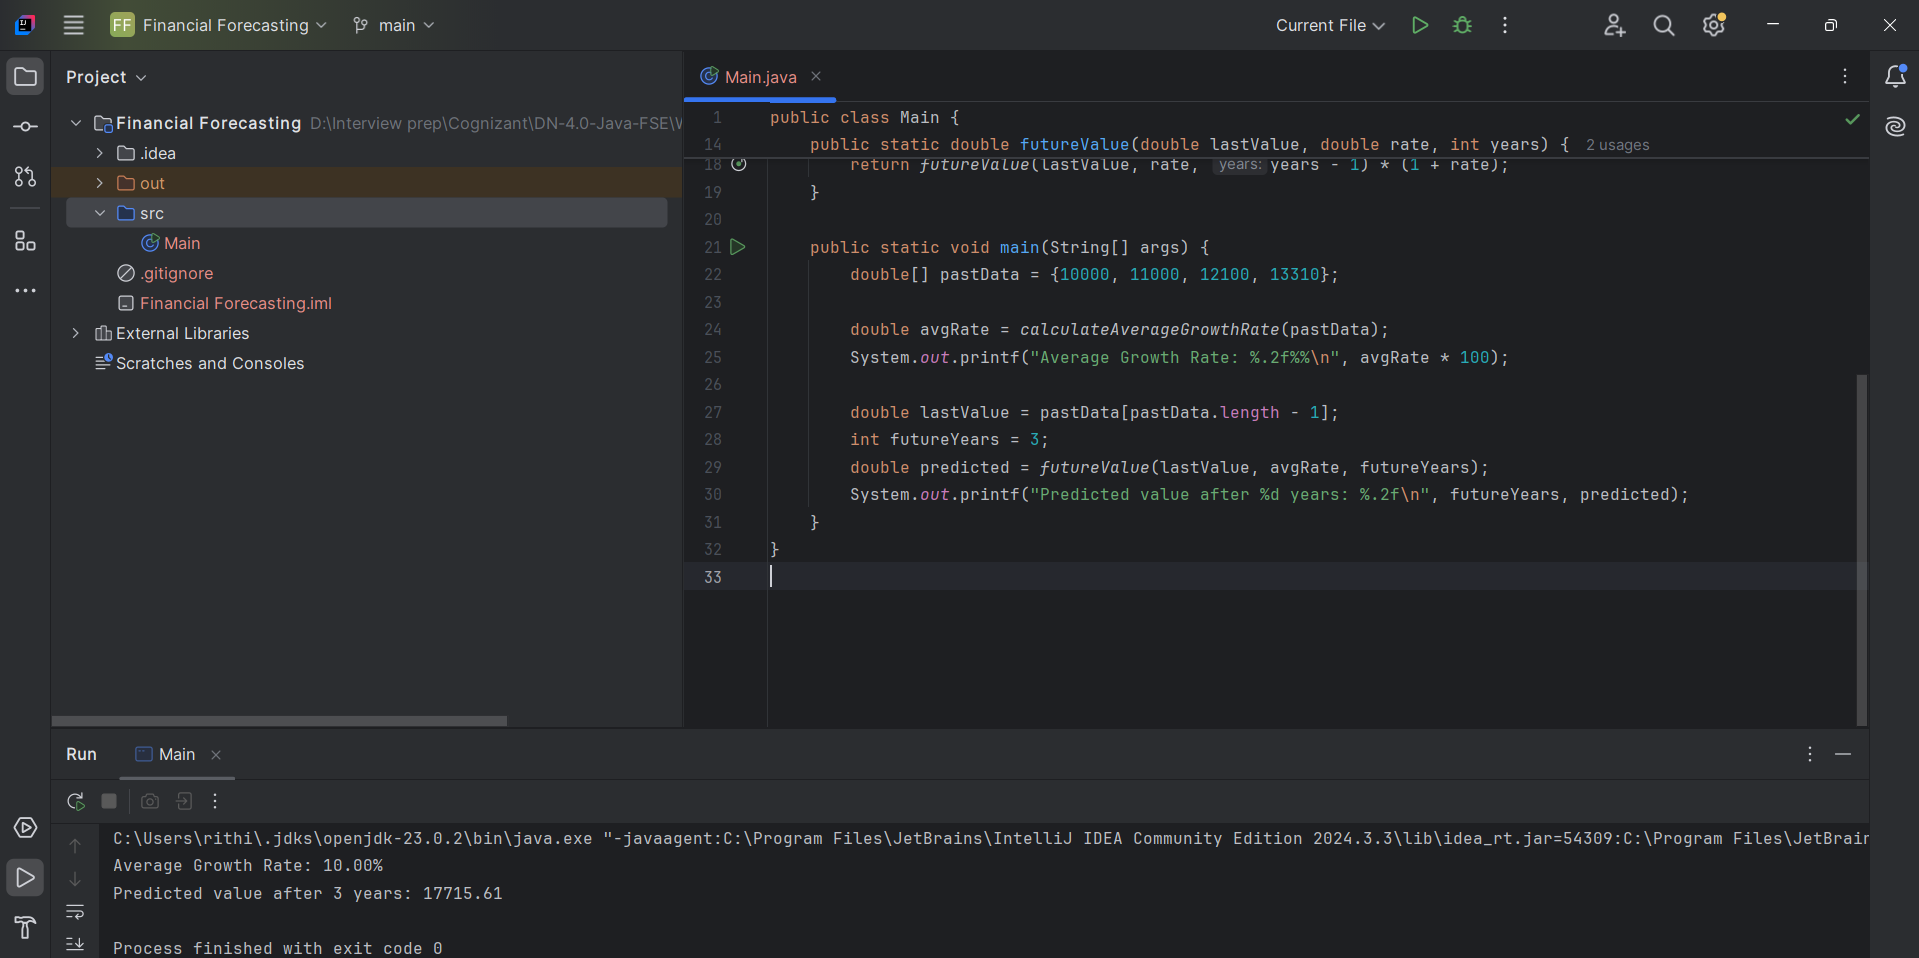 FF Financial Forecasting main Current File
Project
Main.java
Financial Forecasting D:\Interview prep\Cognizant\DN-4.0-Java-FSE\
.idea
out
src
Main
.gitignore
Financial Forecasting.iml
External Libraries
Scratches and Consoles
1 public class Main {
14 public static double futureValue(double lastValue, double rate, int years) { 2 usages
18 return futureValue(lastValue, rate, years: years - 1) * (1 + rate);
19 }
20
21 public static void main(String[] args) {
22 double[] pastData = {10000, 11000, 12100, 13310};
23
24 double avgRate = calculateAverageGrowthRate(pastData);
25 System.out.printf("Average Growth Rate: %.2f%%\n", avgRate * 100);
26
27 double lastValue = pastData[pastData.length - 1];
28 int futureYears = 3;
29 double predicted = futureValue(lastValue, avgRate, futureYears);
30 System.out.printf("Predicted value after %d years: %.2f\n", futureYears, predicted);
31 }
32 }
33
Run Main
C:\Users\rithi\.jdks\openjdk-23.0.2\bin\java.exe "-javaagent:C:\Program Files\JetBrains\IntelliJ IDEA Community Edition 2024.3.3\lib\idea_rt.jar=54309:C:\Program Files\JetBrain
Average Growth Rate: 10.00%
Predicted value after 3 years: 17715.61
Process finished with exit code 0